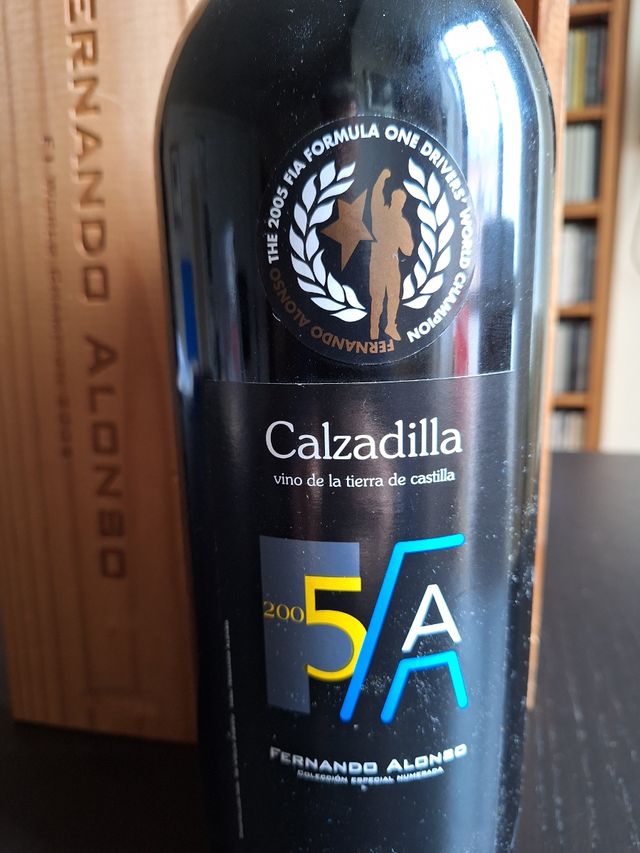 FERNANDO ALONSO
FERNANDO ALONSO THE 2005 FIA FORMULA ONE DRIVERS' WORLD CHAMPION
Calzadilla
vino de la tierra de castilla
2005
A
FERNANDO ALONSO
COLECCIÓN ESPECIAL NUMERADA